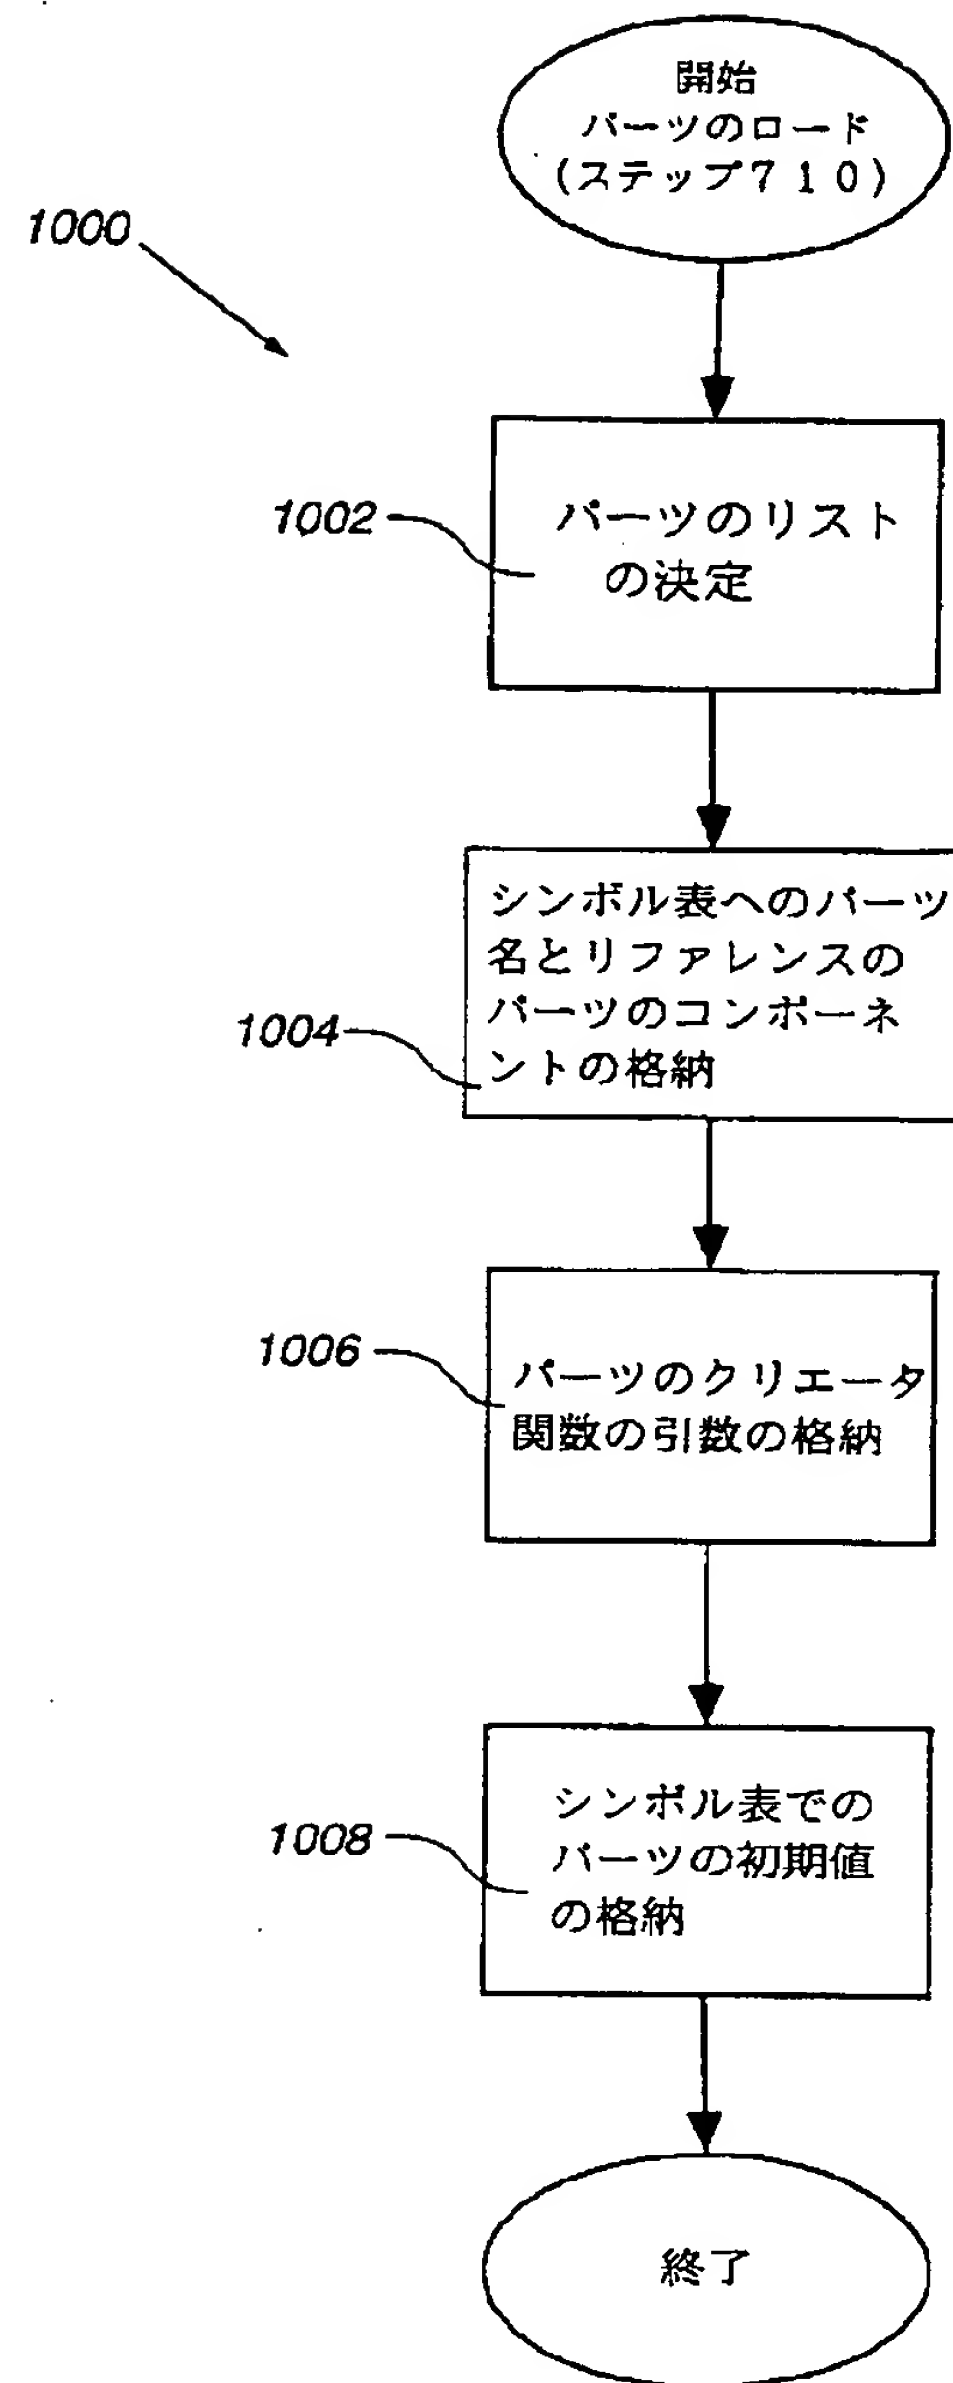 開始
パーツのロード
(ステップ710)
1000
1002
パーツのリスト
の決定
シンボル表へのパーツ
名とリファレンスの
パーツのコンポーネ
ントの格納
1004
1006
パーツのクリエータ
関数の引数の格納
1008
シンボル表での
パーツの初期値
の格納
終了